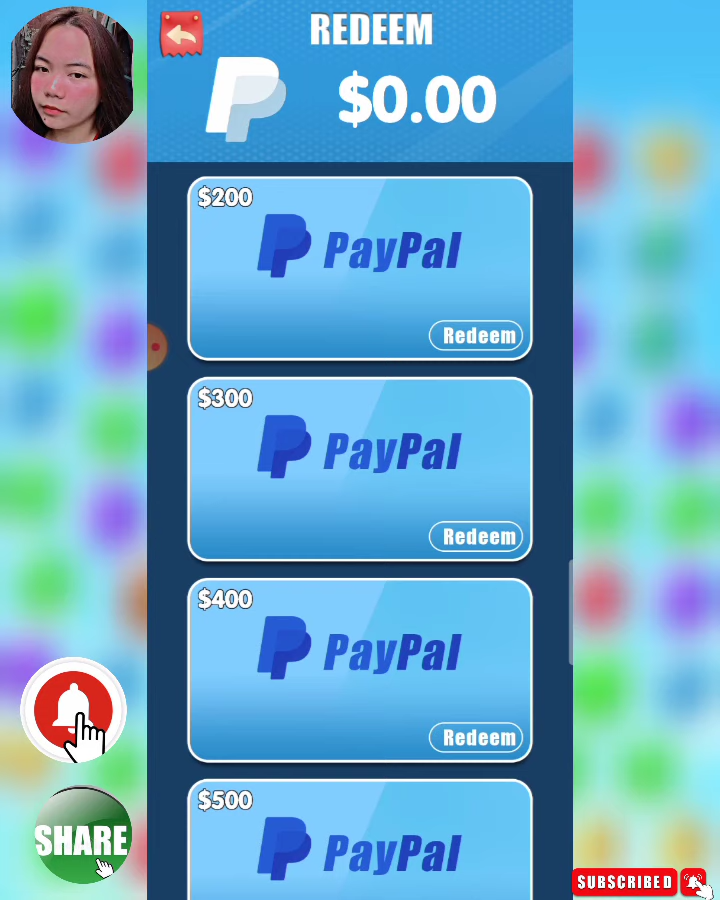 REDEEM
$0.00
$200
PayPal
Redeem
$300
PayPal
Redeem
$400
PayPal
Redeem
$500
PayPal
SHARE
SUBSCRIBED